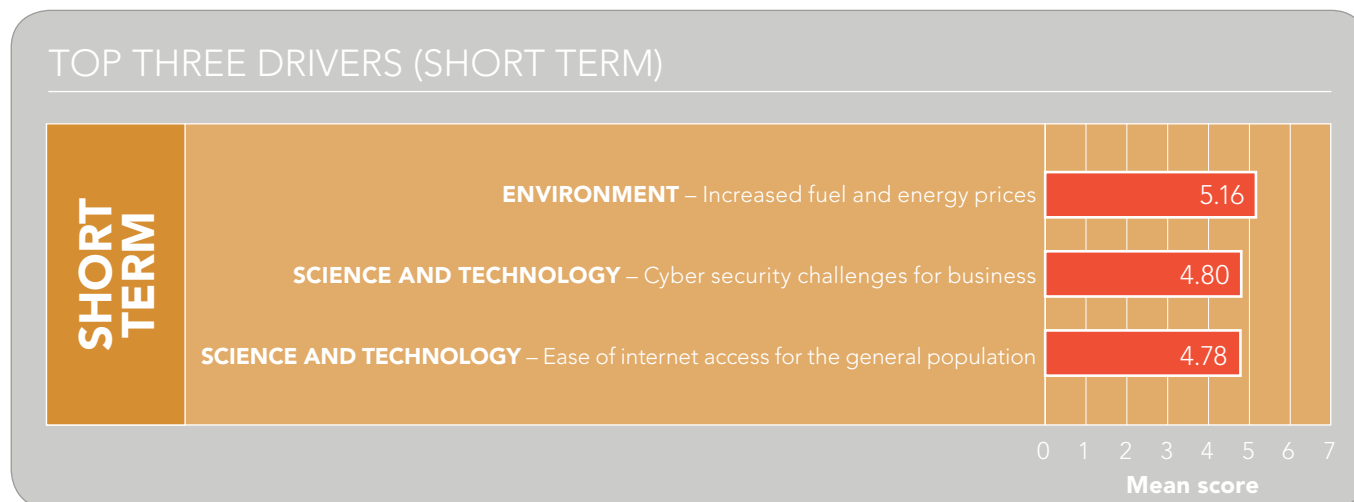 TOP THREE DRIVERS (SHORT TERM)
SHORT
TERM
ENVIRONMENT – Increased fuel and energy prices
5.16
SCIENCE AND TECHNOLOGY – Cyber security challenges for business
4.80
SCIENCE AND TECHNOLOGY – Ease of internet access for the general population
4.78
0 1 2 3 4 5 6 7
Mean score